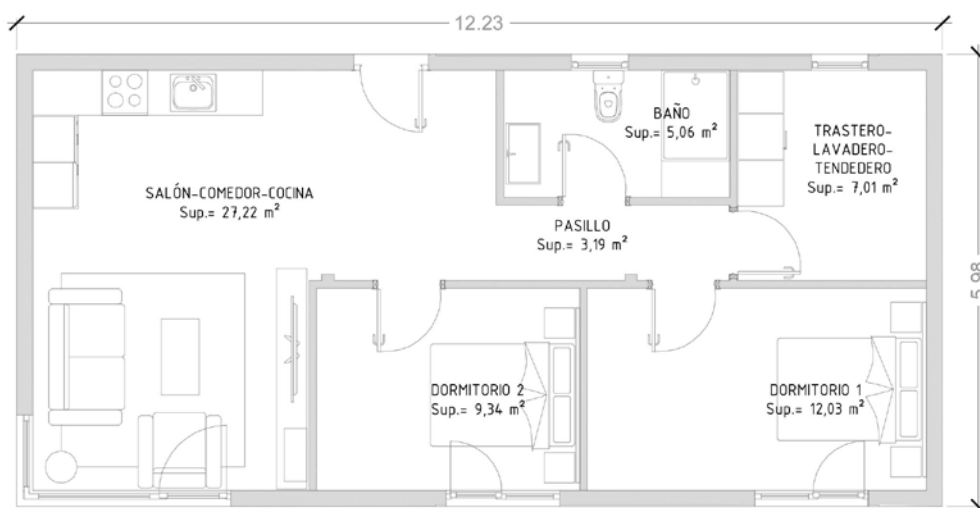 12.23
BAÑO
Sup.= 5,06 m²
TRASTERO-
LAVADERO-
TENDEDERO
Sup.= 7,01 m²
SALÓN-COMEDOR-COCINA
Sup.= 27,22 m²
PASILLO
Sup.= 3,19 m²
5.98
DORMITORIO 2
Sup.= 9,34 m²
DORMITORIO 1
Sup.= 12,03 m²